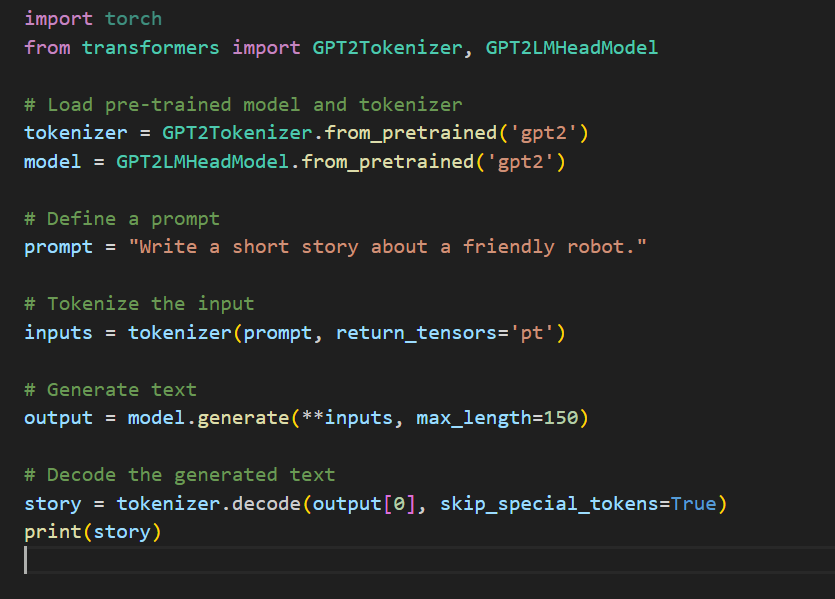 import torch
from transformers import GPT2Tokenizer, GPT2LMHeadModel
# Load pre-trained model and tokenizer
tokenizer = GPT2Tokenizer.from_pretrained('gpt2')
model = GPT2LMHeadModel.from_pretrained('gpt2')
# Define a prompt
prompt = "Write a short story about a friendly robot."
# Tokenize the input
inputs = tokenizer(prompt, return_tensors='pt')
# Generate text
output = model.generate(**inputs, max_length=150)
# Decode the generated text
story = tokenizer.decode(output[0], skip_special_tokens=True)
print(story)